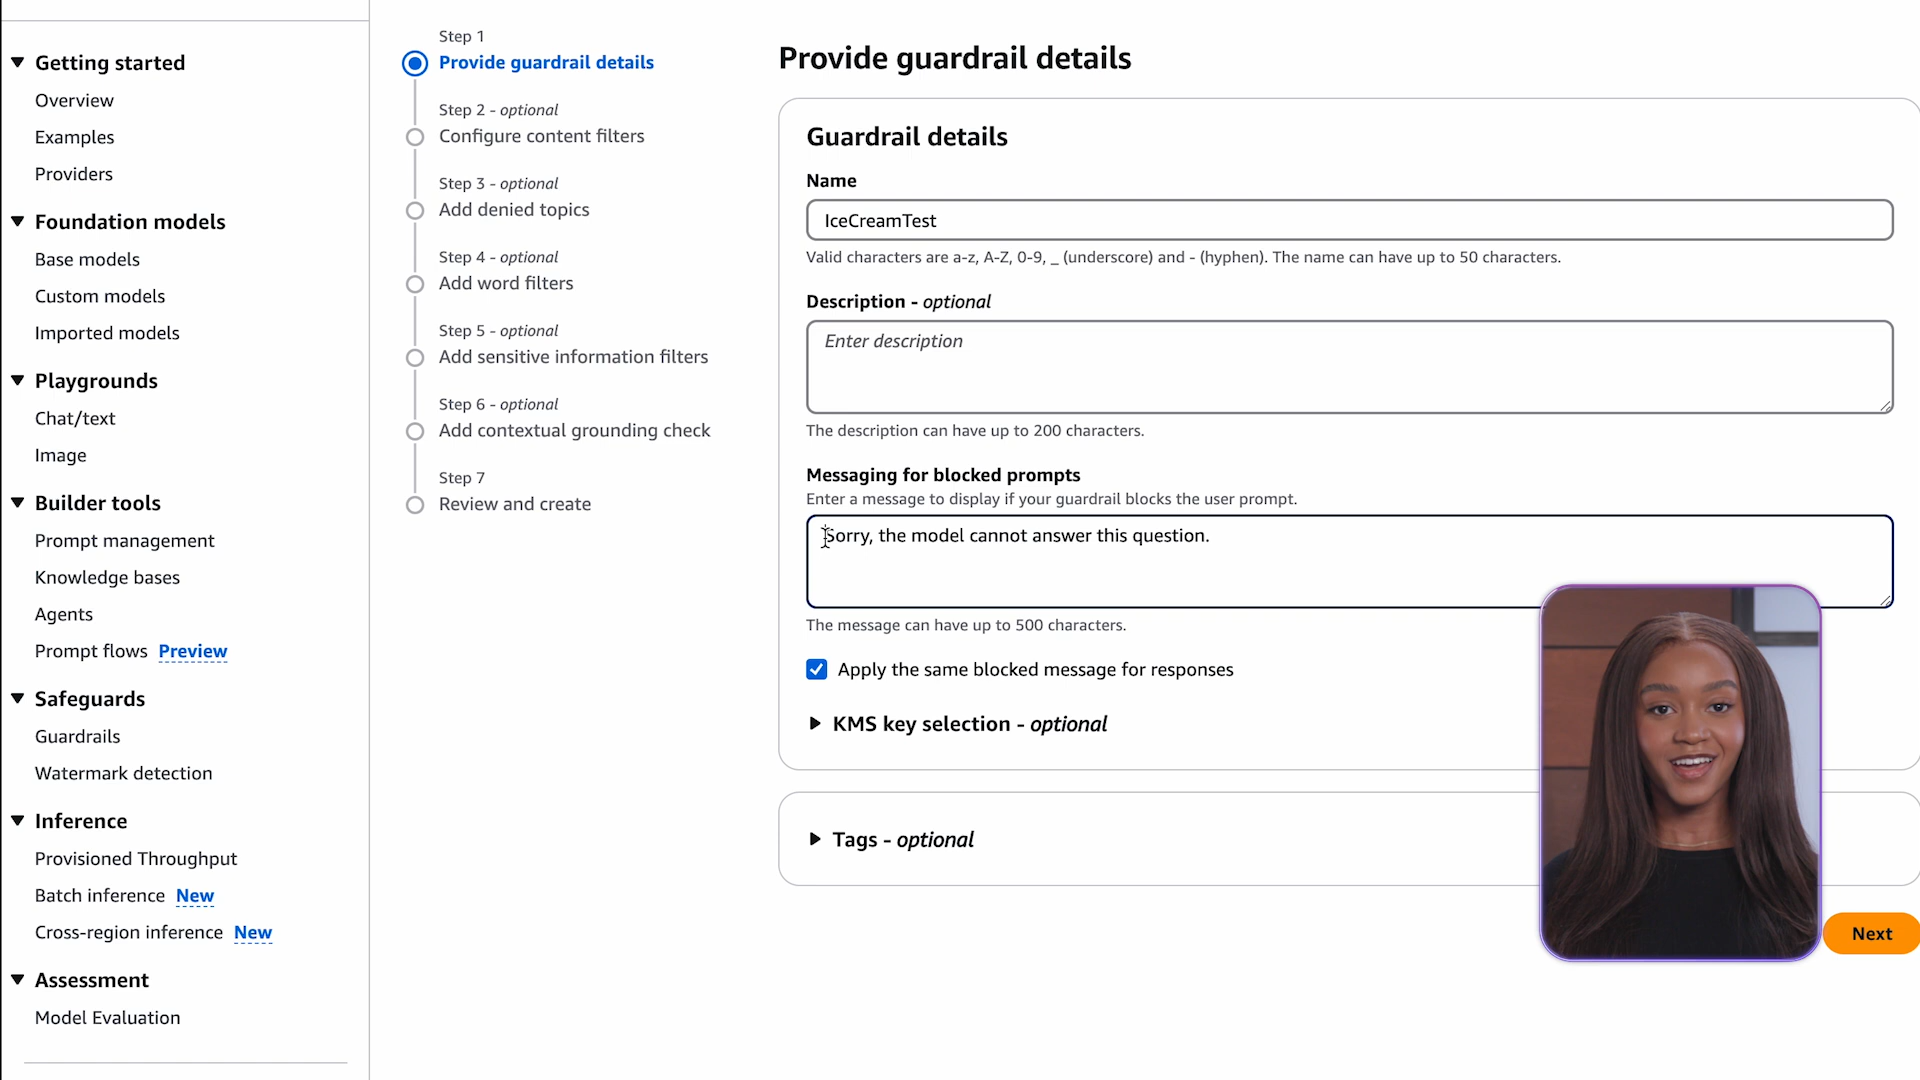 Getting started
Overview
Examples
Providers
Foundation models
Base models
Custom models
Imported models
Playgrounds
Chat/text
Image
Builder tools
Prompt management
Knowledge bases
Agents
Prompt flows Preview
Safeguards
Guardrails
Watermark detection
Inference
Provisioned Throughput
Batch inference New
Cross-region inference New
Assessment
Model Evaluation
Step 1
Provide guardrail details
Step 2 - optional
Configure content filters
Step 3 - optional
Add denied topics
Step 4 - optional
Add word filters
Step 5 - optional
Add sensitive information filters
Step 6 - optional
Add contextual grounding check
Step 7
Review and create
Provide guardrail details
Guardrail details
Name
IceCreamTest
Valid characters are a-z, A-Z, 0-9, _ (underscore) and - (hyphen). The name can have up to 50 characters.
Description - optional
Enter description
The description can have up to 200 characters.
Messaging for blocked prompts
Enter a message to display if your guardrail blocks the user prompt.
Sorry, the model cannot answer this question.
The message can have up to 500 characters.
Apply the same blocked message for responses
KMS key selection - optional
Tags - optional
Next